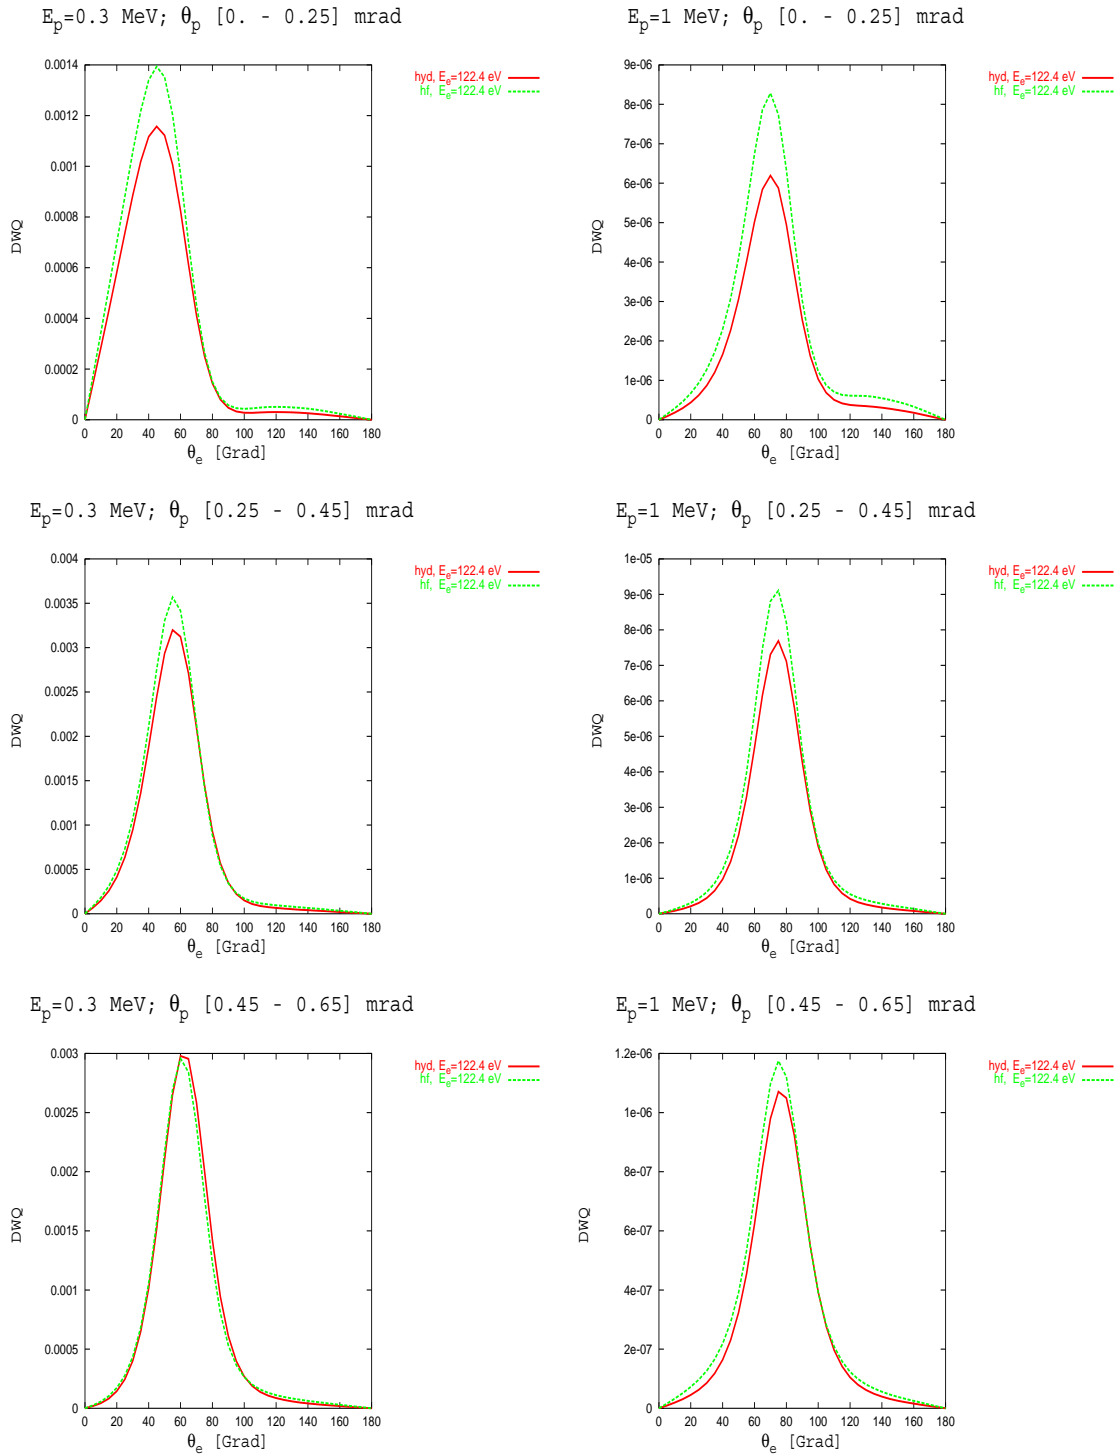 E_p=0.3 MeV; θ_p [0. - 0.25] mrad
0.0014
0.0012
0.001
0.0008
0.0006
0.0004
0.0002
0
DWQ
hyd, E_e=122.4 eV
hf, E_e=122.4 eV
0 20 40 60 80 100 120 140 160 180
θ_e [Grad]
E_p=1 MeV; θ_p [0. - 0.25] mrad
9e-06
8e-06
7e-06
6e-06
5e-06
4e-06
3e-06
2e-06
1e-06
0
DWQ
hyd, E_e=122.4 eV
hf, E_e=122.4 eV
0 20 40 60 80 100 120 140 160 180
θ_e [Grad]
E_p=0.3 MeV; θ_p [0.25 - 0.45] mrad
0.004
0.0035
0.003
0.0025
0.002
0.0015
0.001
0.0005
0
DWQ
hyd, E_e=122.4 eV
hf, E_e=122.4 eV
0 20 40 60 80 100 120 140 160 180
θ_e [Grad]
E_p=1 MeV; θ_p [0.25 - 0.45] mrad
1e-05
9e-06
8e-06
7e-06
6e-06
5e-06
4e-06
3e-06
2e-06
1e-06
0
DWQ
hyd, E_e=122.4 eV
hf, E_e=122.4 eV
0 20 40 60 80 100 120 140 160 180
θ_e [Grad]
E_p=0.3 MeV; θ_p [0.45 - 0.65] mrad
0.003
0.0025
0.002
0.0015
0.001
0.0005
0
DWQ
hyd, E_e=122.4 eV
hf, E_e=122.4 eV
0 20 40 60 80 100 120 140 160 180
θ_e [Grad]
E_p=1 MeV; θ_p [0.45 - 0.65] mrad
1.2e-06
1e-06
8e-07
6e-07
4e-07
2e-07
0
DWQ
hyd, E_e=122.4 eV
hf, E_e=122.4 eV
0 20 40 60 80 100 120 140 160 180
θ_e [Grad]